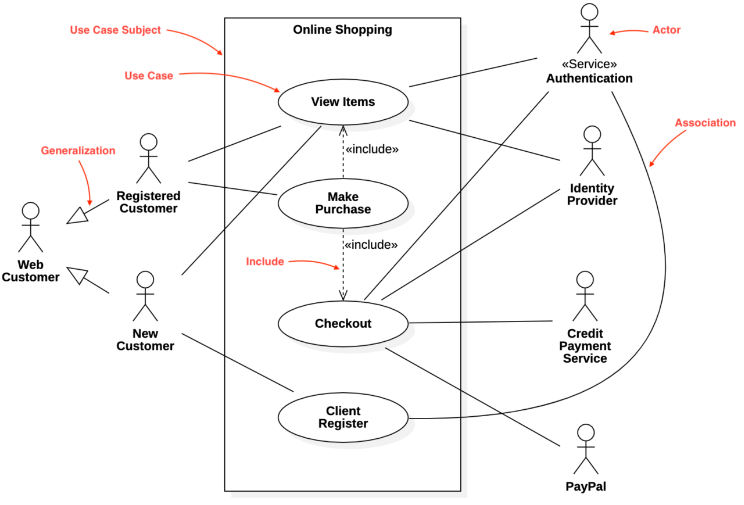 Online Shopping
Use Case Subject
Actor
«Service»
Authentication
Use Case
View Items
Association
Generalization
«include»
Registered
Customer
Make
Purchase
Identity
Provider
Web
Customer
«include»
Include
New
Customer
Checkout
Credit
Payment
Service
Client
Register
PayPal